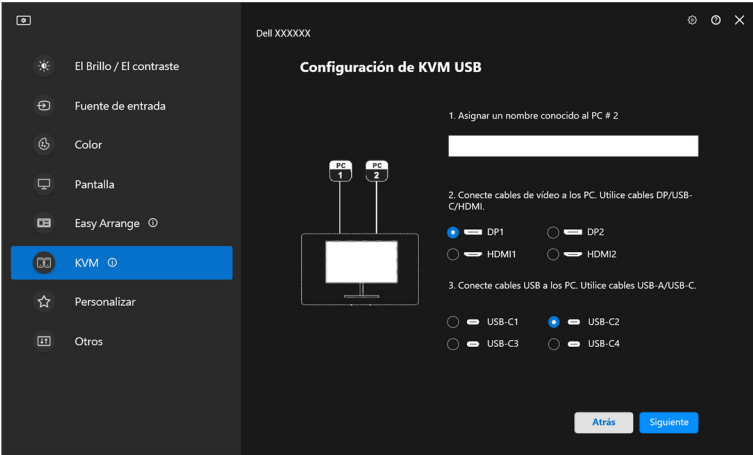 Dell XXXXXX
El Brillo / El contraste
Fuente de entrada
Color
Pantalla
Easy Arrange
KVM
Personalizar
Otros
Configuración de KVM USB
PC 1
PC 2
1. Asignar un nombre conocido al PC # 2
2. Conecte cables de vídeo a los PC. Utilice cables DP/USB-
C/HDMI.
DP1 DP2
HDMI1 HDMI2
3. Conecte cables USB a los PC. Utilice cables USB-A/USB-C.
USB-C1 USB-C2
USB-C3 USB-C4
Atrás Siguiente